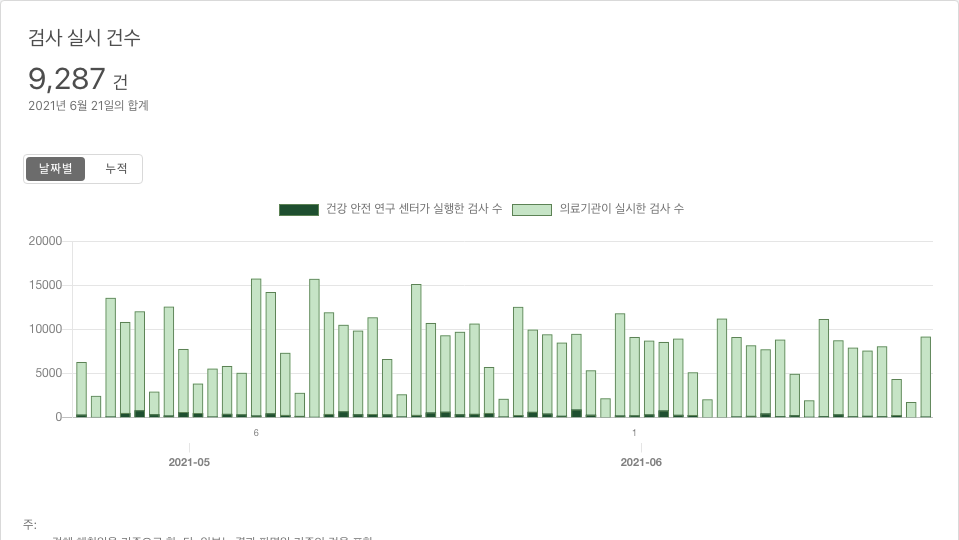 검사 실시 건수
9,287 건
2021년 6월 21일의 합계
날짜별 누적
건강 안전 연구 센터가 실행한 검사 수 의료기관이 실시한 검사 수
20000
15000
10000
5000
0
6 1
2021-05 2021-06
주: